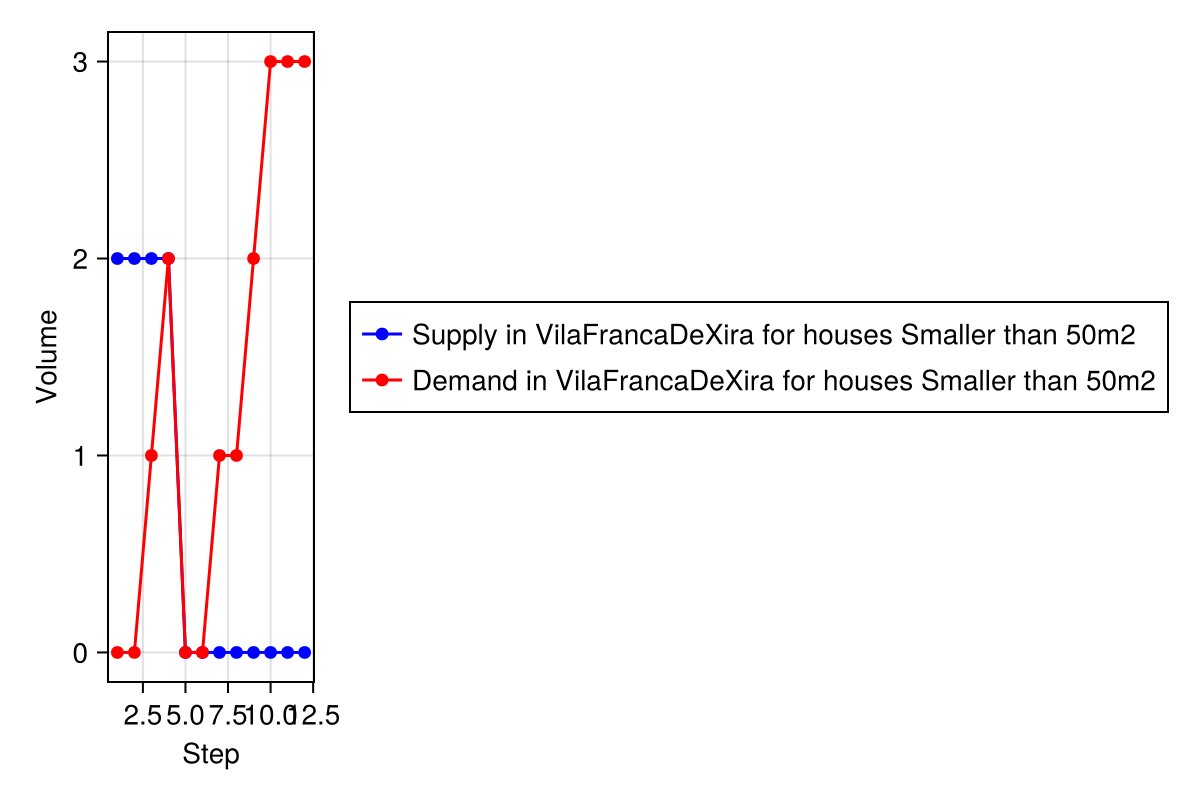 3
2
1
0
Volume
2.5 5.0 7.5 10.0 12.5
Step
Supply in VilaFrancaDeXira for houses Smaller than 50m2
Demand in VilaFrancaDeXira for houses Smaller than 50m2